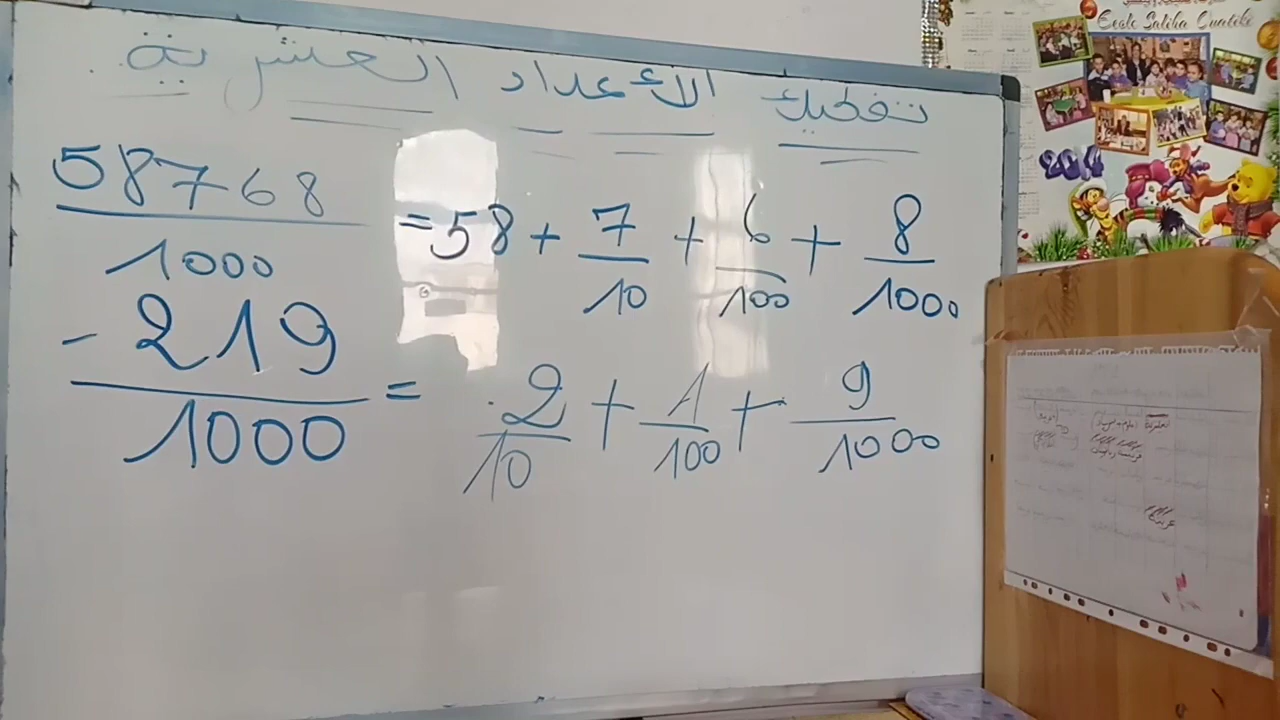 تفكيك الأعداد العشرية
58768/1000 = 58 + 7/10 + 6/100 + 8/1000
- 219/1000 = 2/10 + 1/100 + 9/1000
Ecole Saliha Ouatiki
2014